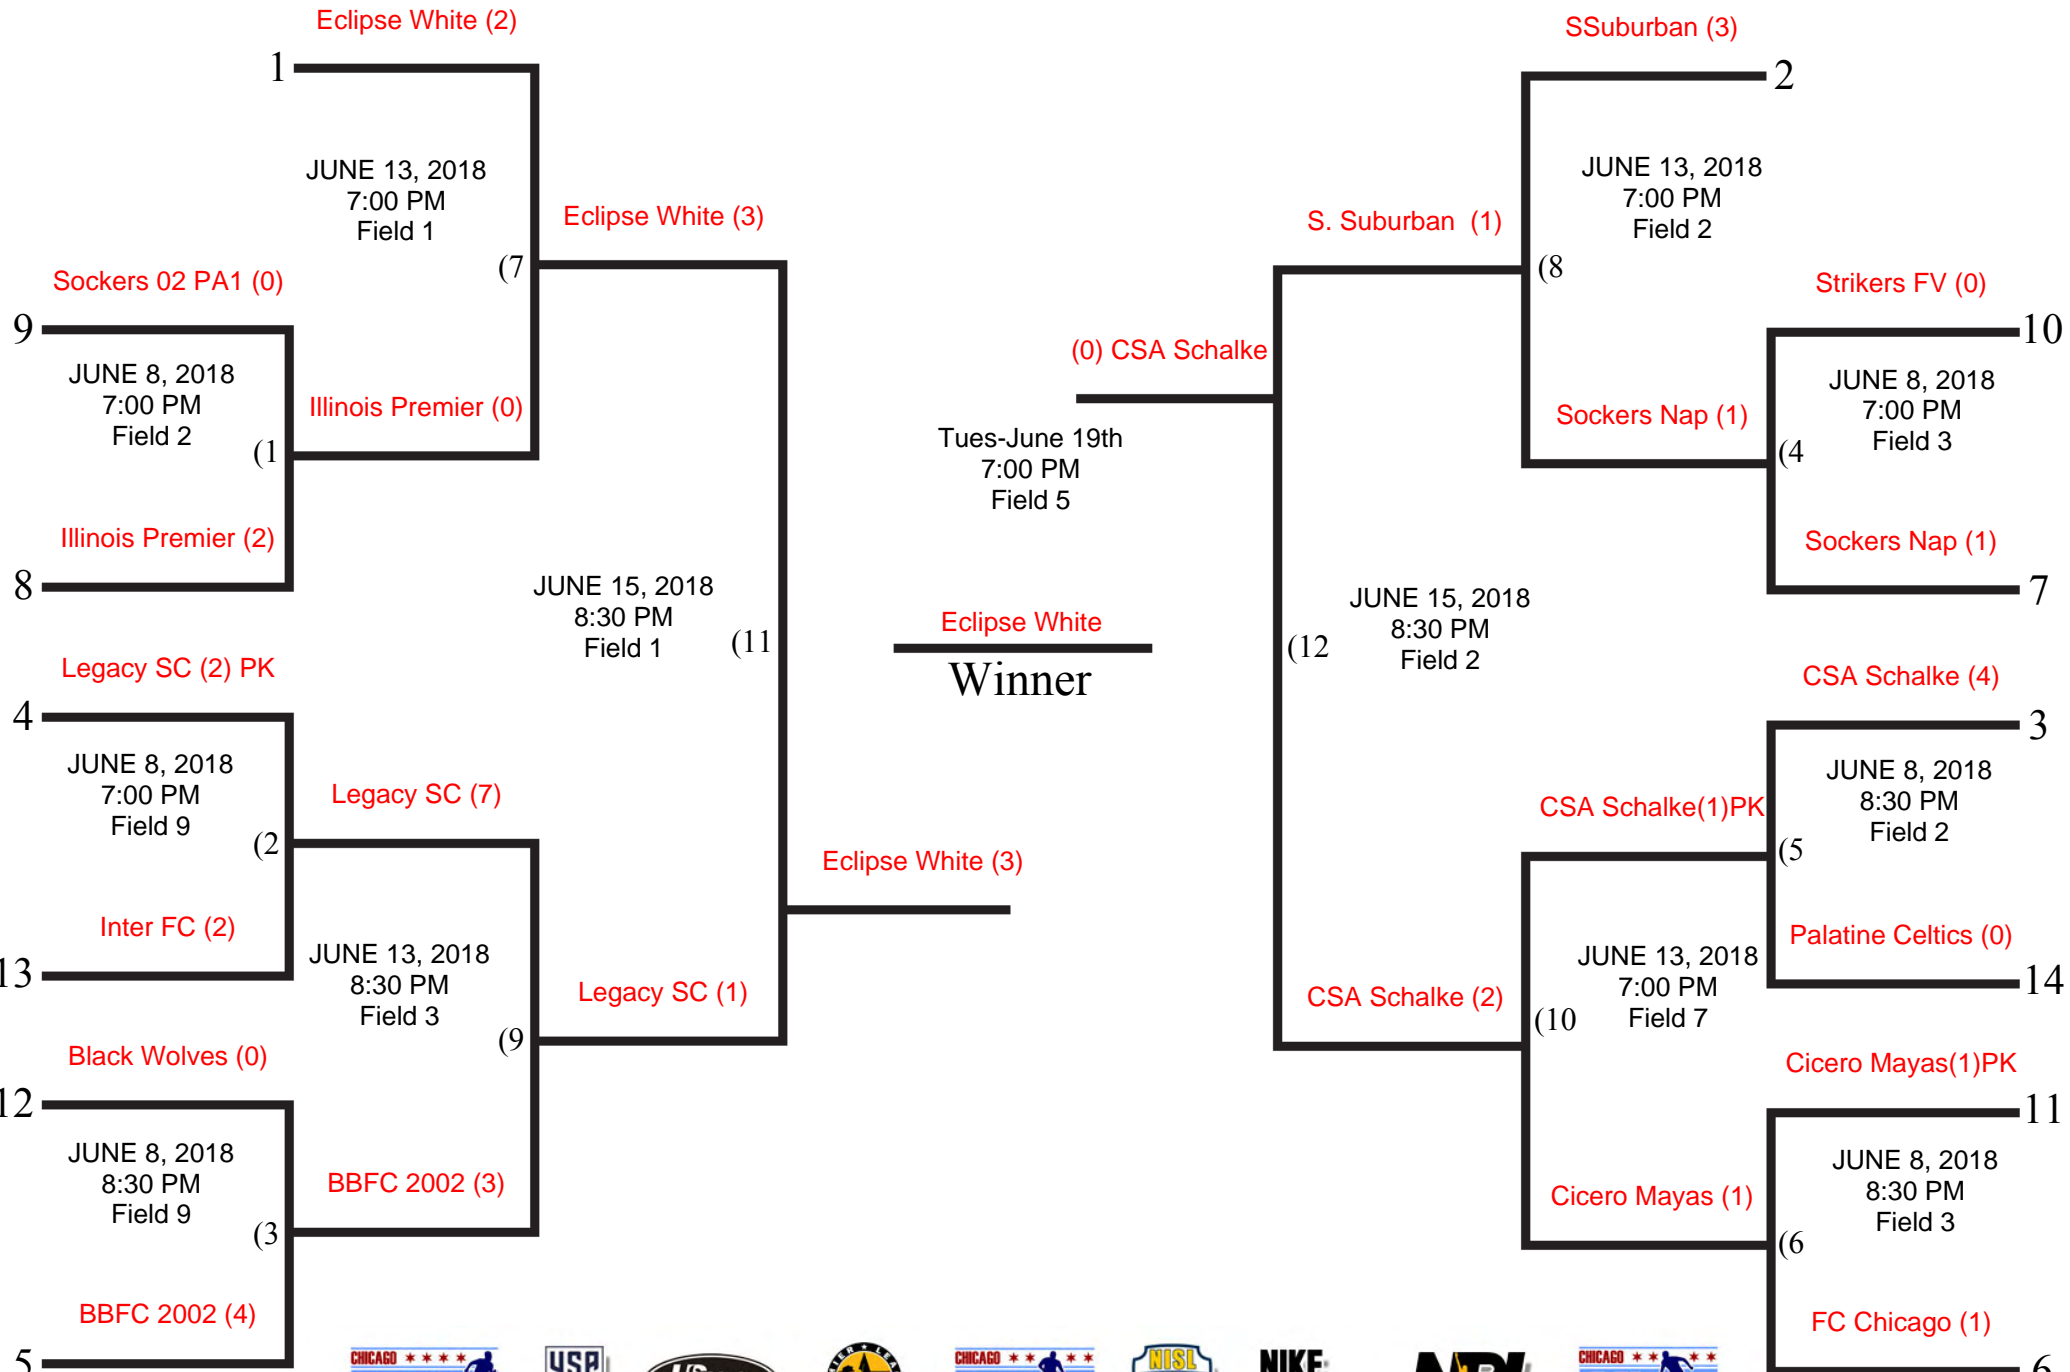 Eclipse White (2)
1
JUNE 13, 2018
7:00 PM
Field 1
Eclipse White (3)
(7
Sockers 02 PA1 (0)
9
JUNE 8, 2018
7:00 PM
Field 2
(1
Illinois Premier (0)
Illinois Premier (2)
8
JUNE 15, 2018
8:30 PM
Field 1
(11
Legacy SC (2) PK
4
JUNE 8, 2018
7:00 PM
Field 9
(2
Legacy SC (7)
Inter FC (2)
13
JUNE 13, 2018
8:30 PM
Field 3
(9
Legacy SC (1)
Black Wolves (0)
12
JUNE 8, 2018
8:30 PM
Field 9
(3
BBFC 2002 (3)
BBFC 2002 (4)
5
Eclipse White (3)
Eclipse White
Winner
(0) CSA Schalke
Tues-June 19th
7:00 PM
Field 5
SSuburban (3)
2
JUNE 13, 2018
7:00 PM
Field 2
S. Suburban (1)
(8
Strikers FV (0)
10
JUNE 8, 2018
7:00 PM
Field 3
Sockers Nap (1)
(4
Sockers Nap (1)
7
JUNE 15, 2018
8:30 PM
Field 2
(12
CSA Schalke (4)
3
JUNE 8, 2018
8:30 PM
Field 2
CSA Schalke(1)PK
(5
Palatine Celtics (0)
14
JUNE 13, 2018
7:00 PM
Field 7
CSA Schalke (2)
(10
Cicero Mayas(1)PK
11
JUNE 8, 2018
8:30 PM
Field 3
Cicero Mayas (1)
(6
FC Chicago (1)
6
CHICAGO
CHICAGO
NISL
NIKE
CHICAGO